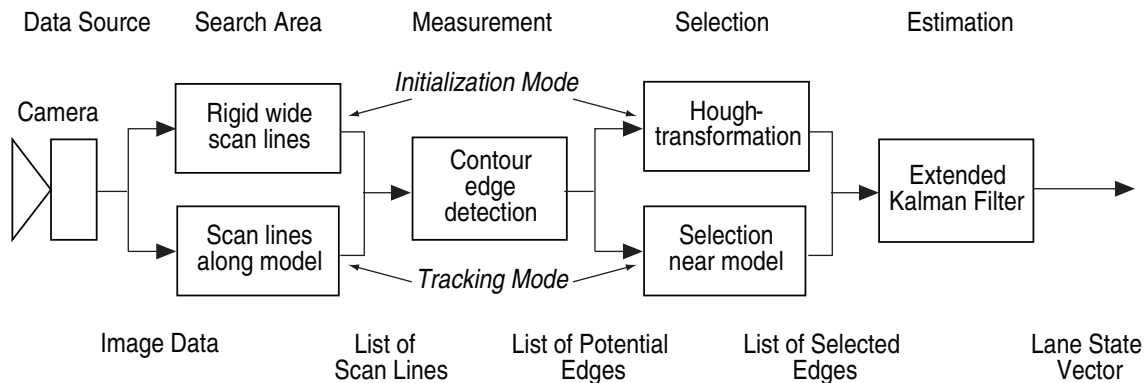 Data Source
Search Area
Measurement
Selection
Estimation
Camera
Rigid wide
scan lines
Initialization Mode
Hough-
transformation
Contour
edge
detection
Extended
Kalman Filter
Scan lines
along model
Tracking Mode
Selection
near model
Image Data
List of
Scan Lines
List of Potential
Edges
List of Selected
Edges
Lane State
Vector